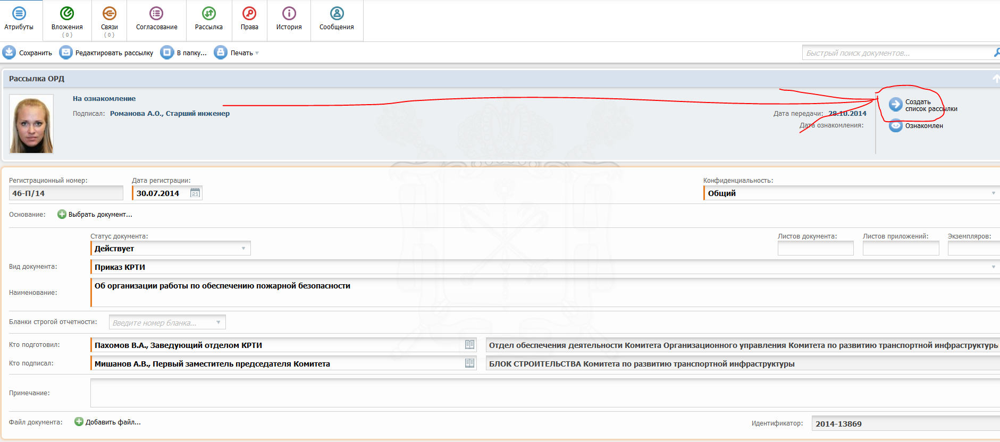 Атрибуты
Вложения
( 0 )
Связи
( 0 )
Согласование
Рассылка
Права
История
Сообщения
Сохранить
Редактировать рассылку
В папку...
Печать
Быстрый поиск документов...
Рассылка ОРД
На ознакомление
Подписал: Романова А.О., Старший инженер
Дата передачи: 28.10.2014
Дата ознакомления:
Создать
список рассылки
Ознакомлен
Регистрационный номер:
46-П/14
Дата регистрации:
30.07.2014
21
Конфиденциальность:
Общий
Основание: Выбрать документ...
Статус документа:
Действует
Листов документа:
Листов приложений:
Экземпляров:
Вид документа: Приказ КРТИ
Наименование: Об организации работы по обеспечению пожарной безопасности
Бланки строгой отчетности: Введите номер бланка...
Кто подготовил: Пахомов В.А., Заведующий отделом КРТИ
Отдел обеспечения деятельности Комитета Организационного управления Комитета по развитию транспортной инфраструктуры
Кто подписал: Мишанов А.В., Первый заместитель председателя Комитета
БЛОК СТРОИТЕЛЬСТВА Комитета по развитию транспортной инфраструктуры
Примечание:
Файл документа: Добавить файл...
Идентификатор: 2014-13869